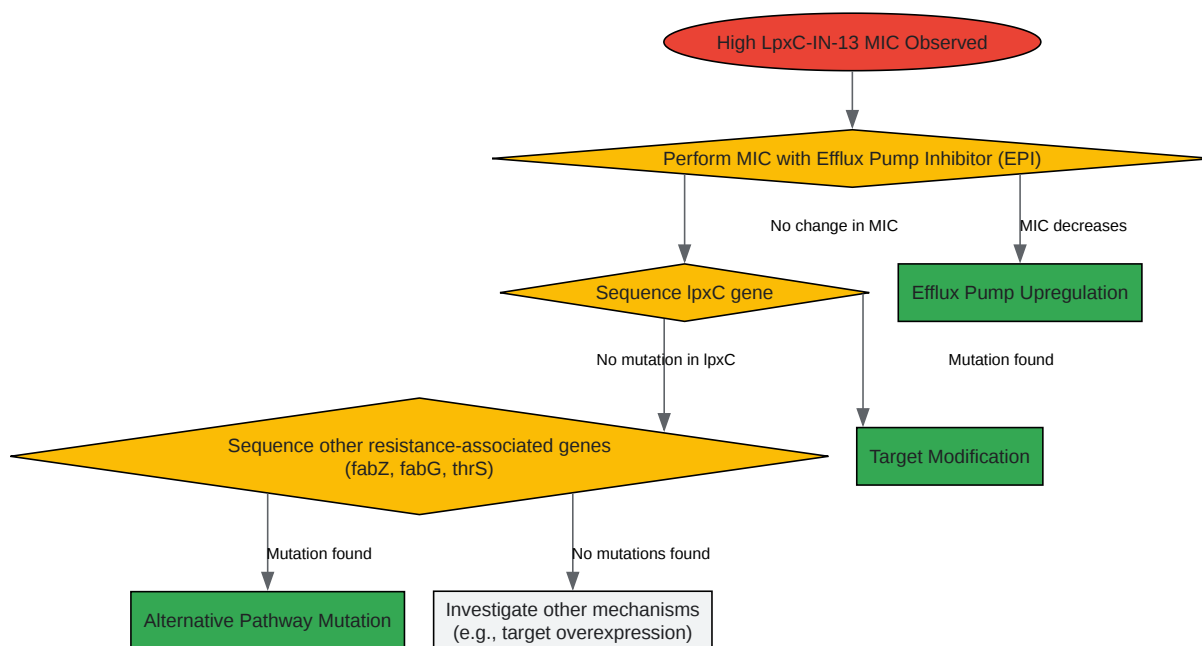 High LpxC-IN-13 MIC Observed
Perform MIC with Efflux Pump Inhibitor (EPI)
No change in MIC
MIC decreases
Sequence lpxC gene
Efflux Pump Upregulation
No mutation in lpxC
Mutation found
Sequence other resistance-associated genes
(fabZ, fabG, thrS)
Target Modification
Mutation found
No mutations found
Alternative Pathway Mutation
Investigate other mechanisms
(e.g., target overexpression)